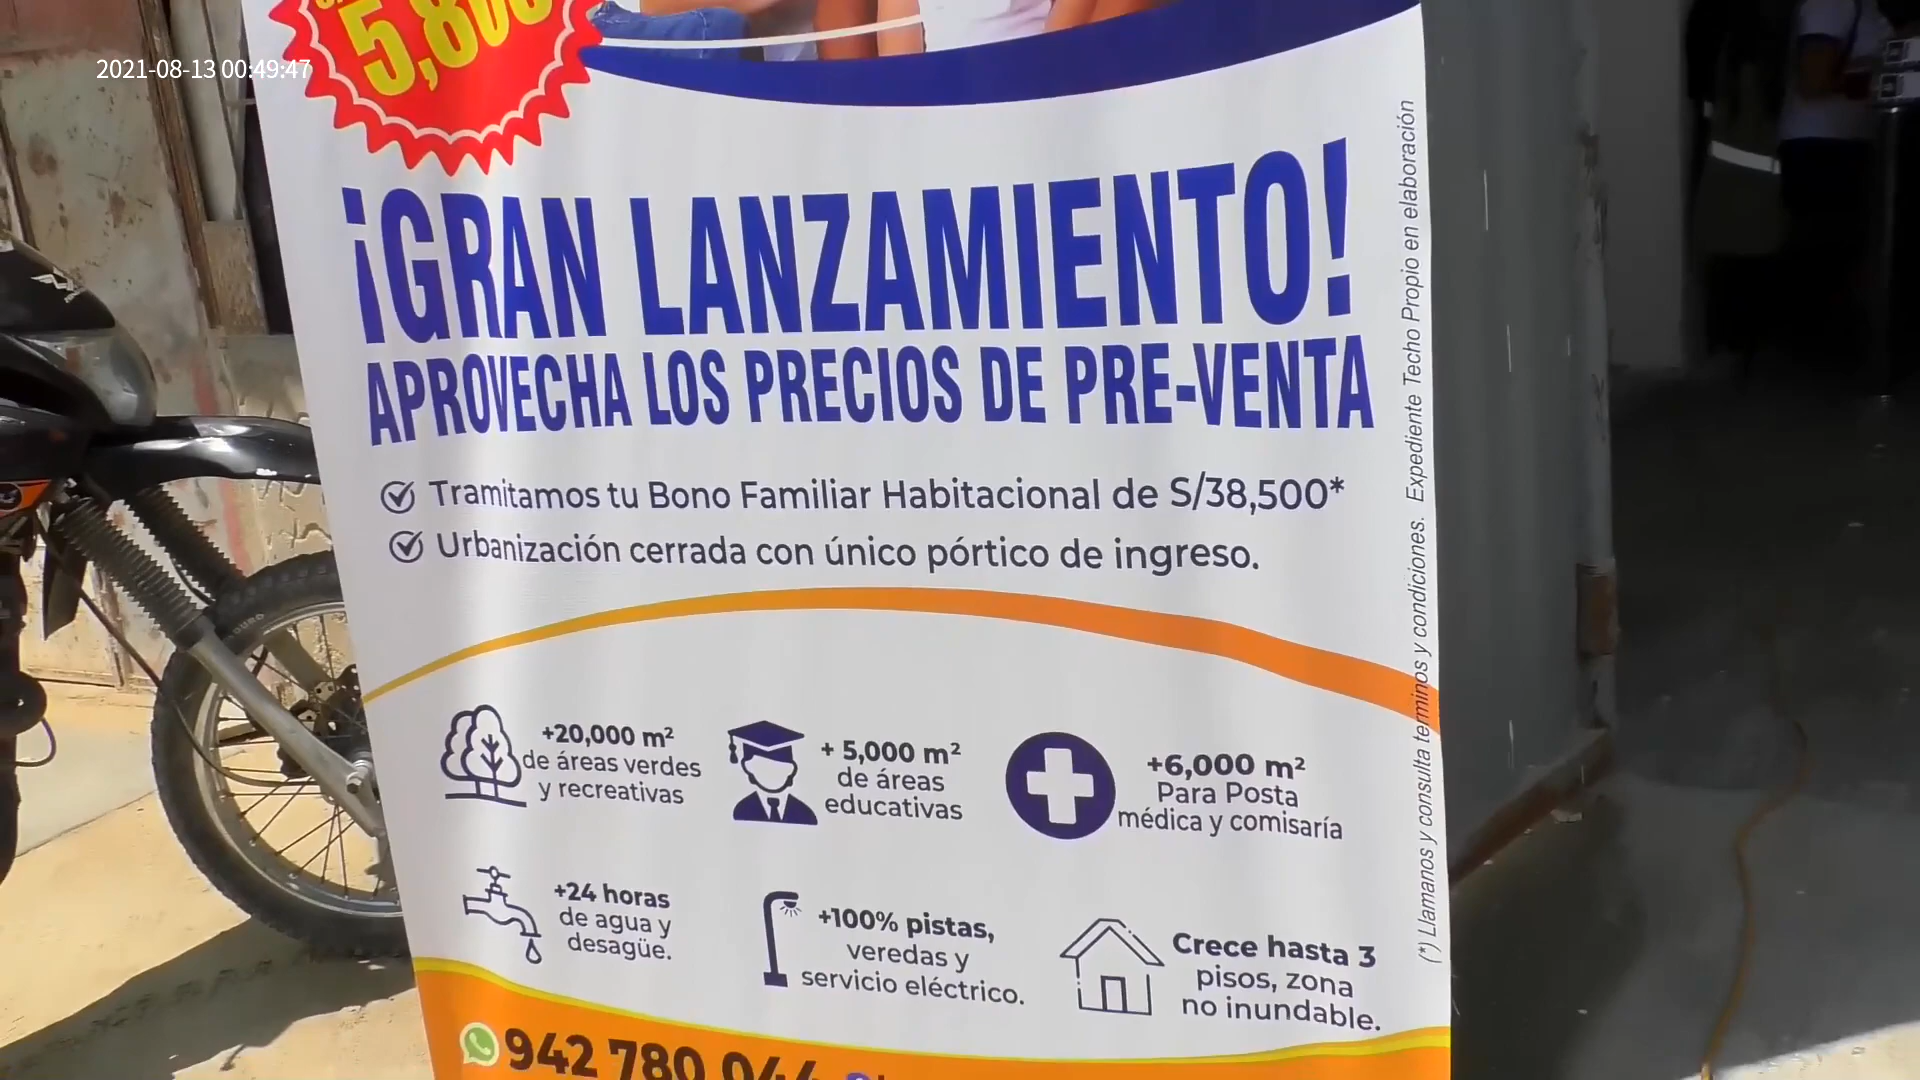 2021-08-13 00:49:47
5,800
¡GRAN LANZAMIENTO!
APROVECHA LOS PRECIOS DE PRE-VENTA
Tramitamos tu Bono Familiar Habitacional de S/38,500*
Urbanización cerrada con único pórtico de ingreso.
+20,000 m²
de áreas verdes
y recreativas
+ 5,000 m²
de áreas
educativas
+6,000 m²
Para Posta
médica y comisaría
+24 horas
de agua y
desagüe.
+100% pistas,
veredas y
servicio eléctrico.
Crece hasta 3
pisos, zona
no inundable.
942 780 044
(*) Llamanos y consulta terminos y condiciones. Expediente Techo Propio en elaboración